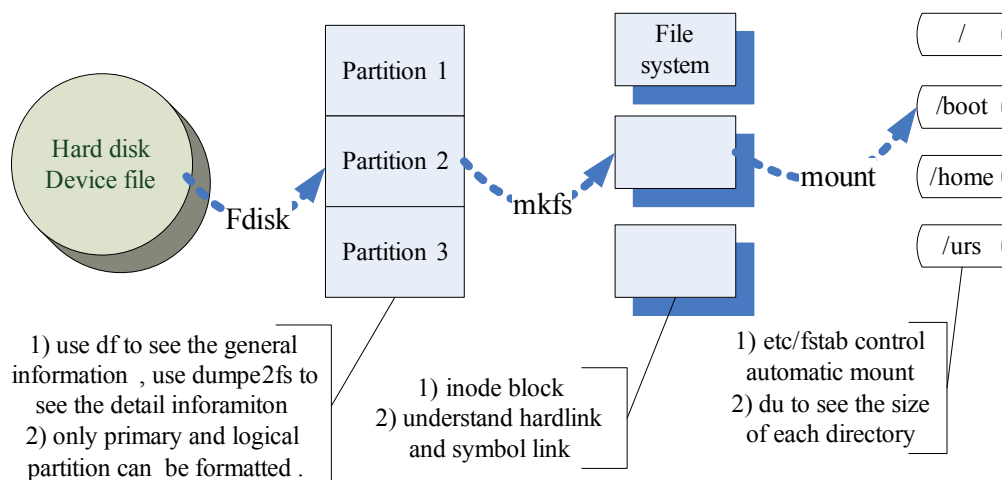 Hard disk
Device file
Fdisk
Partition 1
Partition 2
Partition 3
mkfs
File
system
mount
/
/boot
/home
/urs
1) use df to see the general
information , use dumpe2fs to
see the detail inforamiton
2) only primary and logical
partition can be formatted .
1) inode block
2) understand hardlink
and symbol link
1) etc/fstab control
automatic mount
2) du to see the size
of each directory